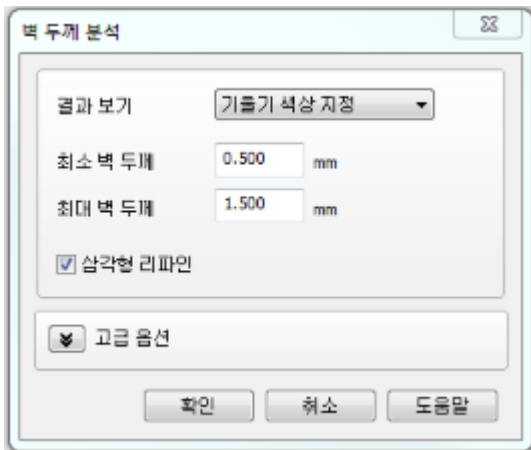 벽 두께 분석
결과 보기 기울기 색상 지정
최소 벽 두께 0.500 mm
최대 벽 두께 1.500 mm
삼각형 리파인
고급 옵션
확인 취소 도움말